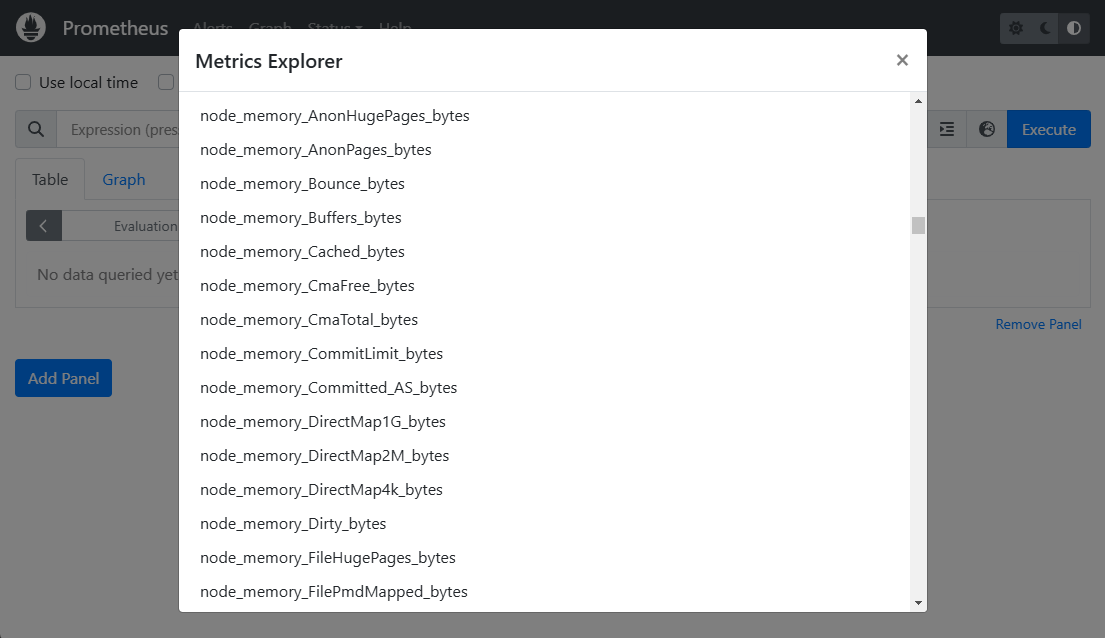 Prometheus Alerts Graph Status Help
Metrics Explorer ×
Use local time
node_memory_AnonHugePages_bytes
Expression (pres
Execute
node_memory_AnonPages_bytes
Table Graph
node_memory_Bounce_bytes
node_memory_Buffers_bytes
Evaluation
node_memory_Cached_bytes
No data queried yet
node_memory_CmaFree_bytes
node_memory_CmaTotal_bytes
Remove Panel
node_memory_CommitLimit_bytes
Add Panel
node_memory_Committed_AS_bytes
node_memory_DirectMap1G_bytes
node_memory_DirectMap2M_bytes
node_memory_DirectMap4k_bytes
node_memory_Dirty_bytes
node_memory_FileHugePages_bytes
node_memory_FilePmdMapped_bytes